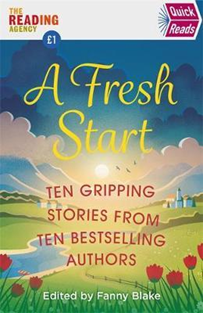 THE
READING
AGENCY
£1
Quick
Reads
A Fresh
Start
TEN GRIPPING
STORIES FROM
TEN BESTSELLING
AUTHORS
Edited by Fanny Blake